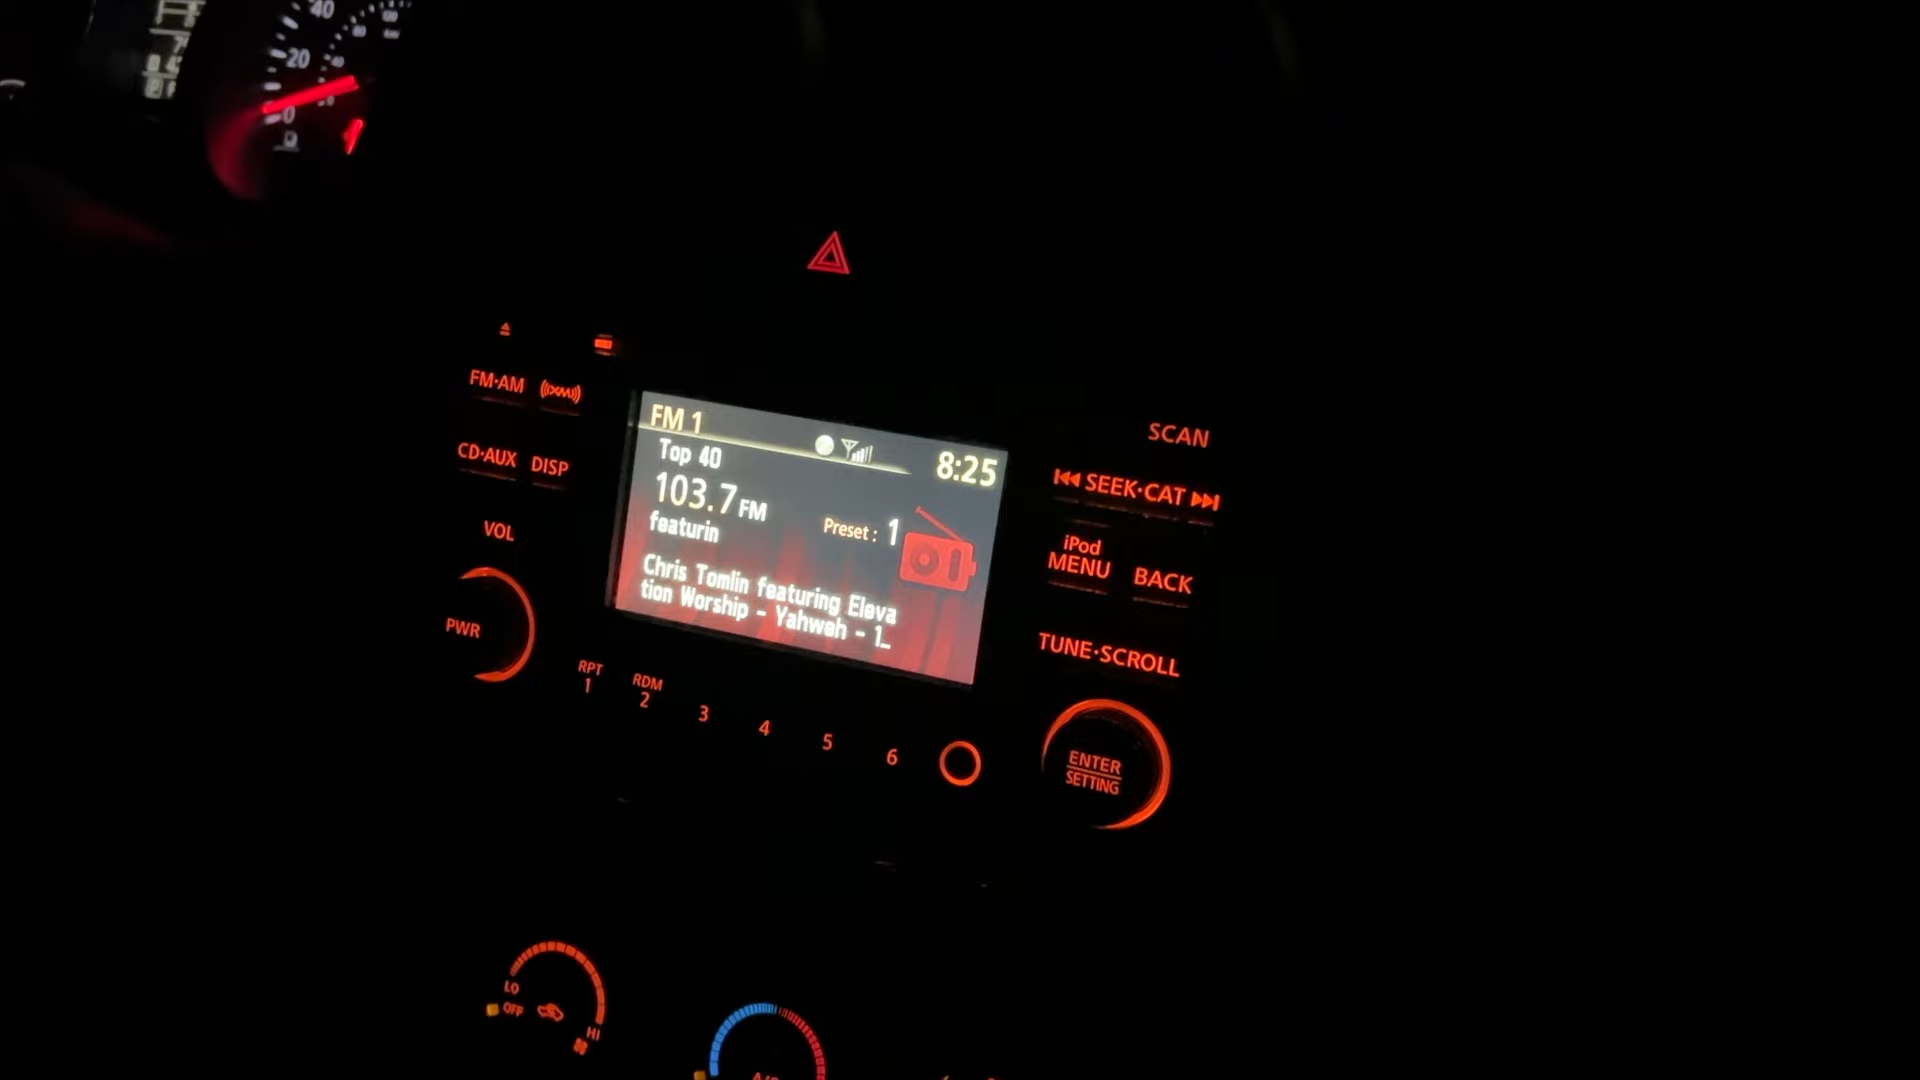 40
20
0
FM·AM
XM
CD·AUX
DISP
VOL
PWR
FM 1
8:25
Top 40
103.7 FM
Preset : 1
featurin
Chris Tomlin featuring Eleva
tion Worship - Yahweh - 1…
RPT
1
RDM
2
3
4
5
6
SCAN
SEEK·CAT
iPod
MENU
BACK
TUNE·SCROLL
ENTER
SETTING
LO
OFF
HI